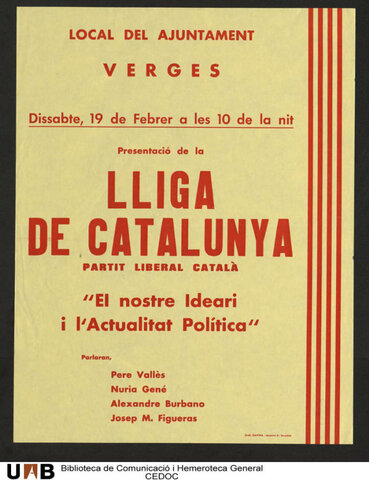 LOCAL DEL AJUNTAMENT
VERGES
Dissabte, 19 de Febrer a les 10 de la nit
Presentació de la
LLIGA
DE CATALUNYA
PARTIT LIBERAL CATALÀ
"El nostre Ideari
i l'Actualitat Política"
Parlaran,
Pere Vallès
Nuria Gené
Alexandre Burbano
Josep M. Figueras
UAB Biblioteca de Comunicació i Hemeroteca General
CEDOC